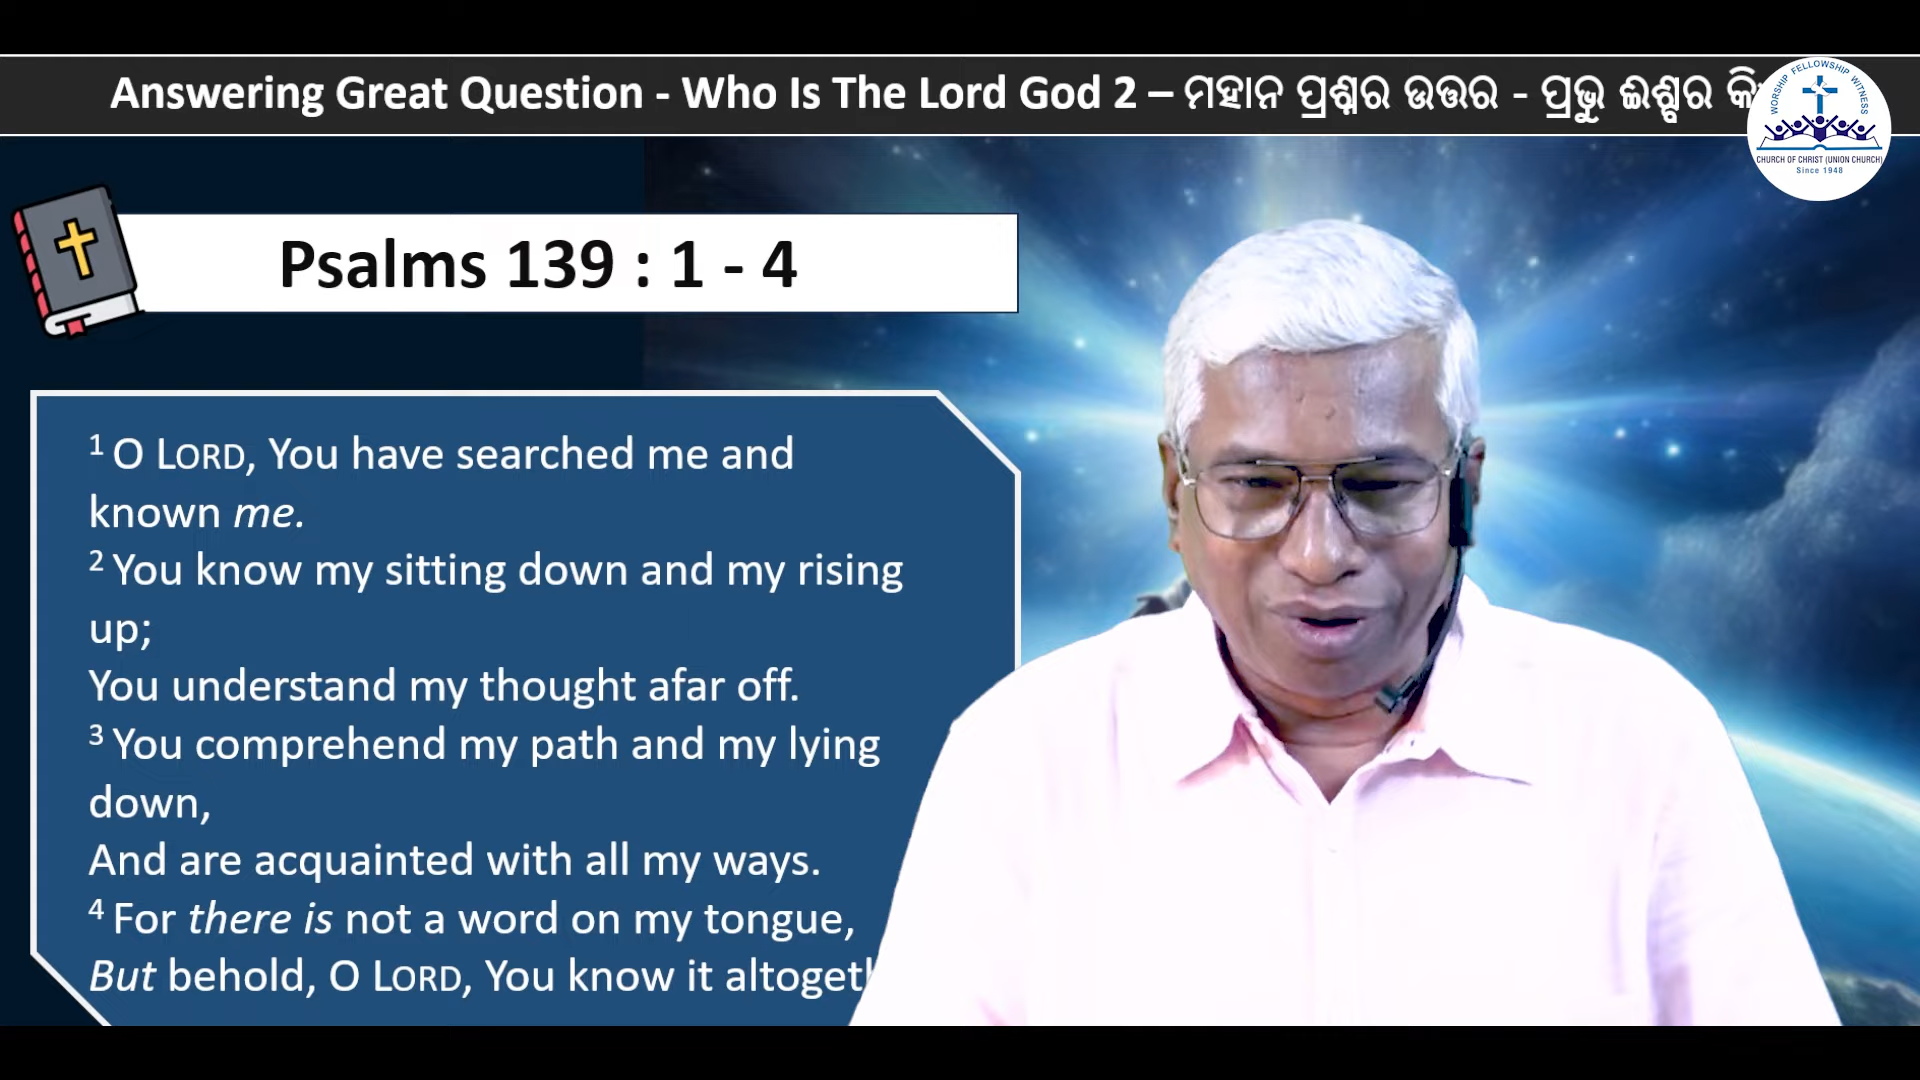 Answering Great Question - Who Is The Lord God 2 – ମହାନ ପ୍ରଶ୍ନର ଉତ୍ତର - ପ୍ରଭୁ ଈଶ୍ବର
WORSHIP FELLOWSHIP WITNESS
CHURCH OF CHRIST (UNION CHURCH)
Since 1948
Psalms 139 : 1 - 4
1 O LORD, You have searched me and
known me.
2 You know my sitting down and my rising
up;
You understand my thought afar off.
3 You comprehend my path and my lying
down,
And are acquainted with all my ways.
4 For there is not a word on my tongue,
But behold, O LORD, You know it